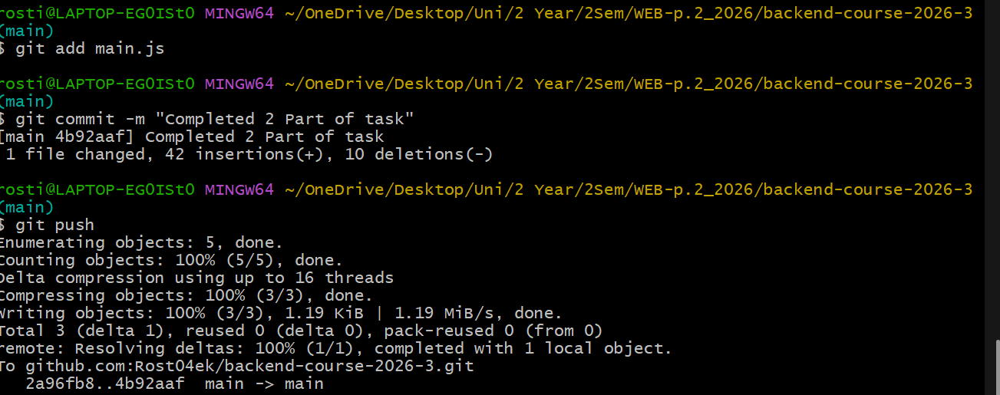 rosti@LAPTOP-EG0ISt0 MINGW64 ~/OneDrive/Desktop/Uni/2 Year/2Sem/WEB-p.2_2026/backend-course-2026-3
(main)
$ git add main.js
rosti@LAPTOP-EG0ISt0 MINGW64 ~/OneDrive/Desktop/Uni/2 Year/2Sem/WEB-p.2_2026/backend-course-2026-3
(main)
$ git commit -m "Completed 2 Part of task"
[main 4b92aaf] Completed 2 Part of task
1 file changed, 42 insertions(+), 10 deletions(-)
rosti@LAPTOP-EG0ISt0 MINGW64 ~/OneDrive/Desktop/Uni/2 Year/2Sem/WEB-p.2_2026/backend-course-2026-3
(main)
$ git push
Enumerating objects: 5, done.
Counting objects: 100% (5/5), done.
Delta compression using up to 16 threads
Compressing objects: 100% (3/3), done.
Writing objects: 100% (3/3), 1.19 KiB | 1.19 MiB/s, done.
Total 3 (delta 1), reused 0 (delta 0), pack-reused 0 (from 0)
remote: Resolving deltas: 100% (1/1), completed with 1 local object.
To github.com:Rost04ek/backend-course-2026-3.git
2a96fb8..4b92aaf main -> main